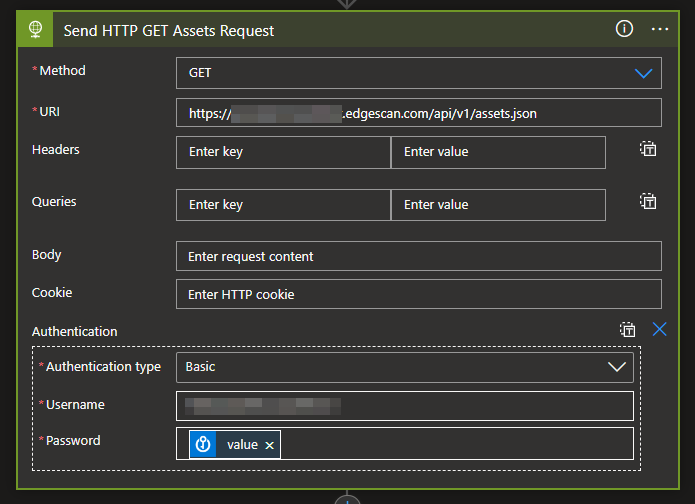 Send HTTP GET Assets Request
* Method
GET
* URI
https:// .edgescan.com/api/v1/assets.json
Headers
Enter key
Enter value
Queries
Enter key
Enter value
Body
Enter request content
Cookie
Enter HTTP cookie
Authentication
* Authentication type
Basic
* Username
* Password
value ×